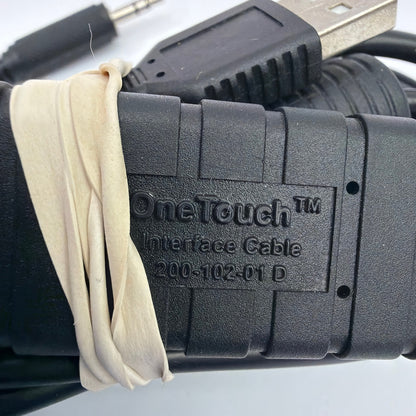 OneTouch™
Interface Cable
200-102-01 D